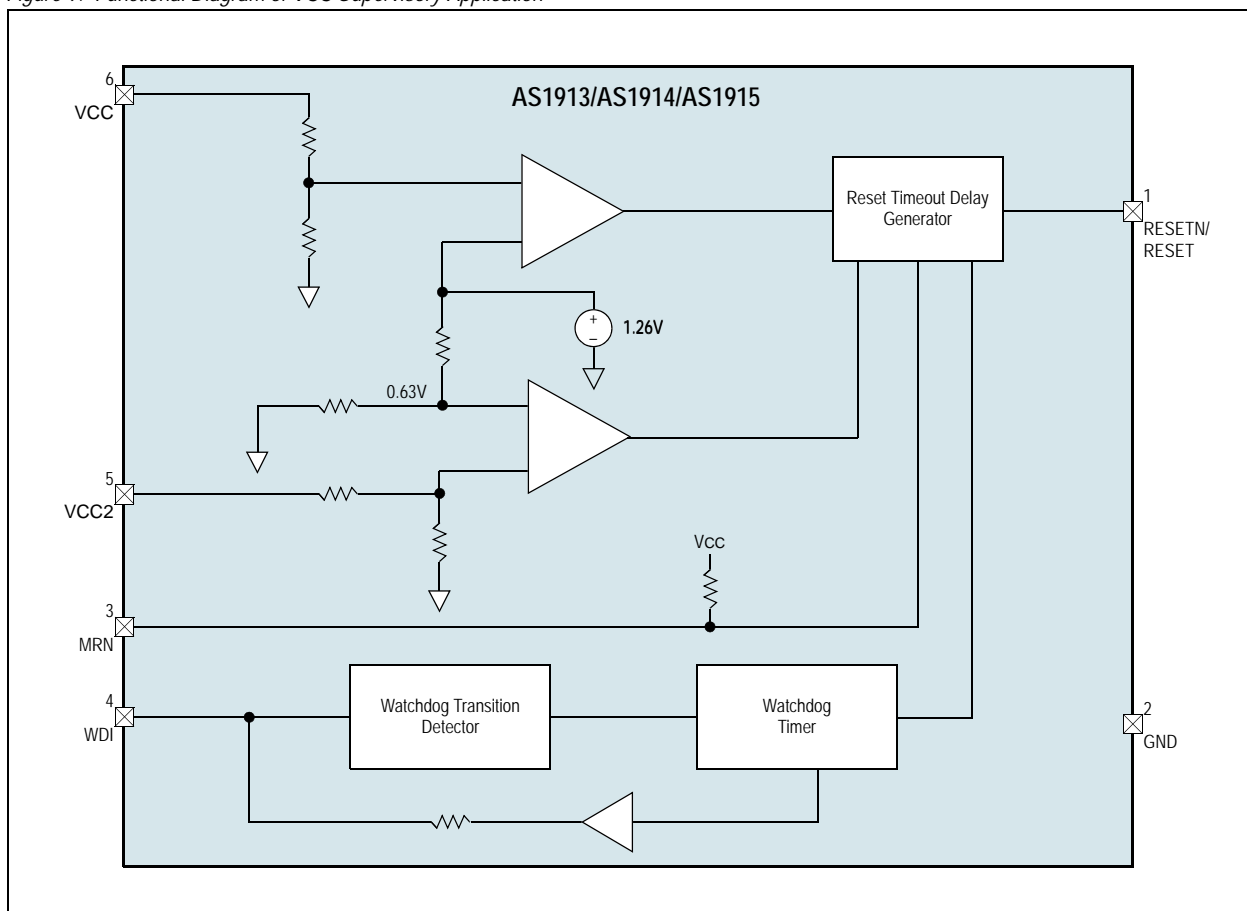 Figure Functional Diagram of VCC Supervisory Application
AS1913/AS1914/AS1915
6
VCC
Reset Timeout Delay
Generator
1
RESETN/
RESET
+
–
1.26V
0.63V
5
VCC2
VCC
3
MRN
4
WDI
Watchdog Transition
Detector
Watchdog
Timer
2
GND